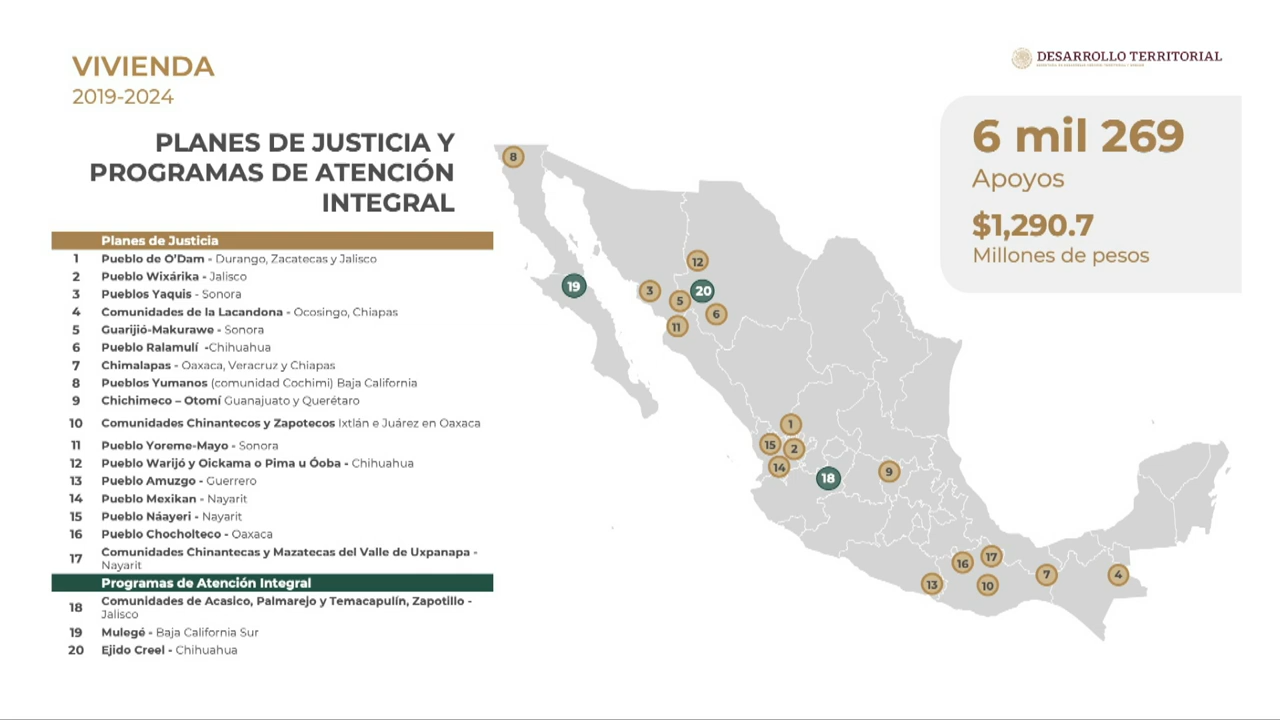 VIVIENDA
2019-2024
DESARROLLO TERRITORIAL
PLANES DE JUSTICIA Y
PROGRAMAS DE ATENCIÓN
INTEGRAL
6 mil 269
Apoyos
$1,290.7
Millones de pesos
Planes de Justicia
1 Pueblo de O'Dam - Durango, Zacatecas y Jalisco
2 Pueblo Wixárika - Jalisco
3 Pueblos Yaquis - Sonora
4 Comunidades de la Lacandona - Ocosingo, Chiapas
5 Guarijió-Makurawe - Sonora
6 Pueblo Ralamulí -Chihuahua
7 Chimalapas - Oaxaca, Veracruz y Chiapas
8 Pueblos Yumanos (comunidad Cochimi) Baja California
9 Chichimeco – Otomí Guanajuato y Querétaro
10 Comunidades Chinantecos y Zapotecos Ixtlán e Juárez en Oaxaca
11 Pueblo Yoreme-Mayo - Sonora
12 Pueblo Warijó y Oickama o Pima u Óoba - Chihuahua
13 Pueblo Amuzgo - Guerrero
14 Pueblo Mexikan - Nayarit
15 Pueblo Náayeri - Nayarit
16 Pueblo Chocholteco - Oaxaca
17 Comunidades Chinantecas y Mazatecas del Valle de Uxpanapa -
Nayarit
Programas de Atención Integral
18 Comunidades de Acasico, Palmarejo y Temacapulín, Zapotillo -
Jalisco
19 Mulegé - Baja California Sur
20 Ejido Creel - Chihuahua
8
12
19
3
20
5
6
11
1
15
2
14
9
18
17
16
7
4
13
10